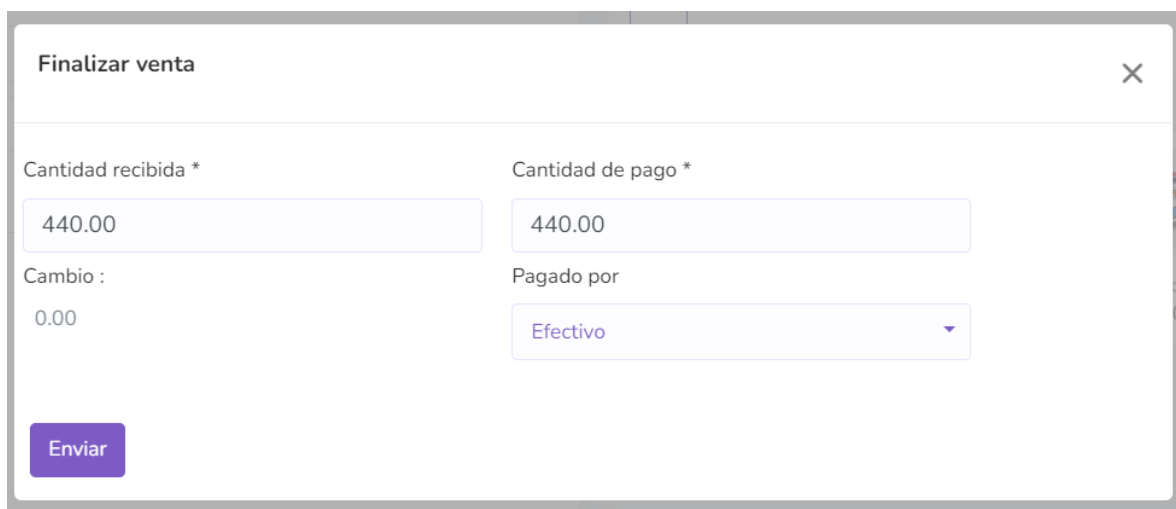 Finalizar venta
Cantidad recibida *
Cantidad de pago *
440.00
440.00
Cambio :
Pagado por
0.00
Efectivo
Enviar